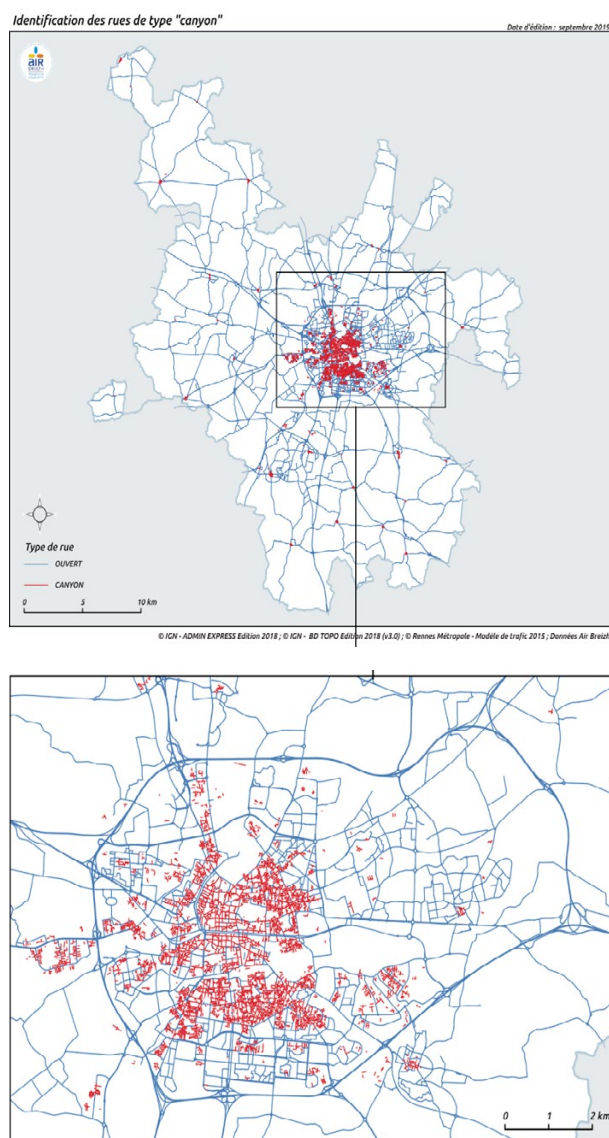 Identification des rues de type "canyon"
Date d'édition : septembre 2019
aiR
BREIZH
Type de rue
OUVERT
CANYON
0 5 10 km
© IGN - ADMIN EXPRESS Edition 2018 ; © IGN - BD TOPO Edition 2018 (v3.0) ; © Rennes Métropole - Modèle de trafic 2015 ; Données Air Breizh
0 1 2 km